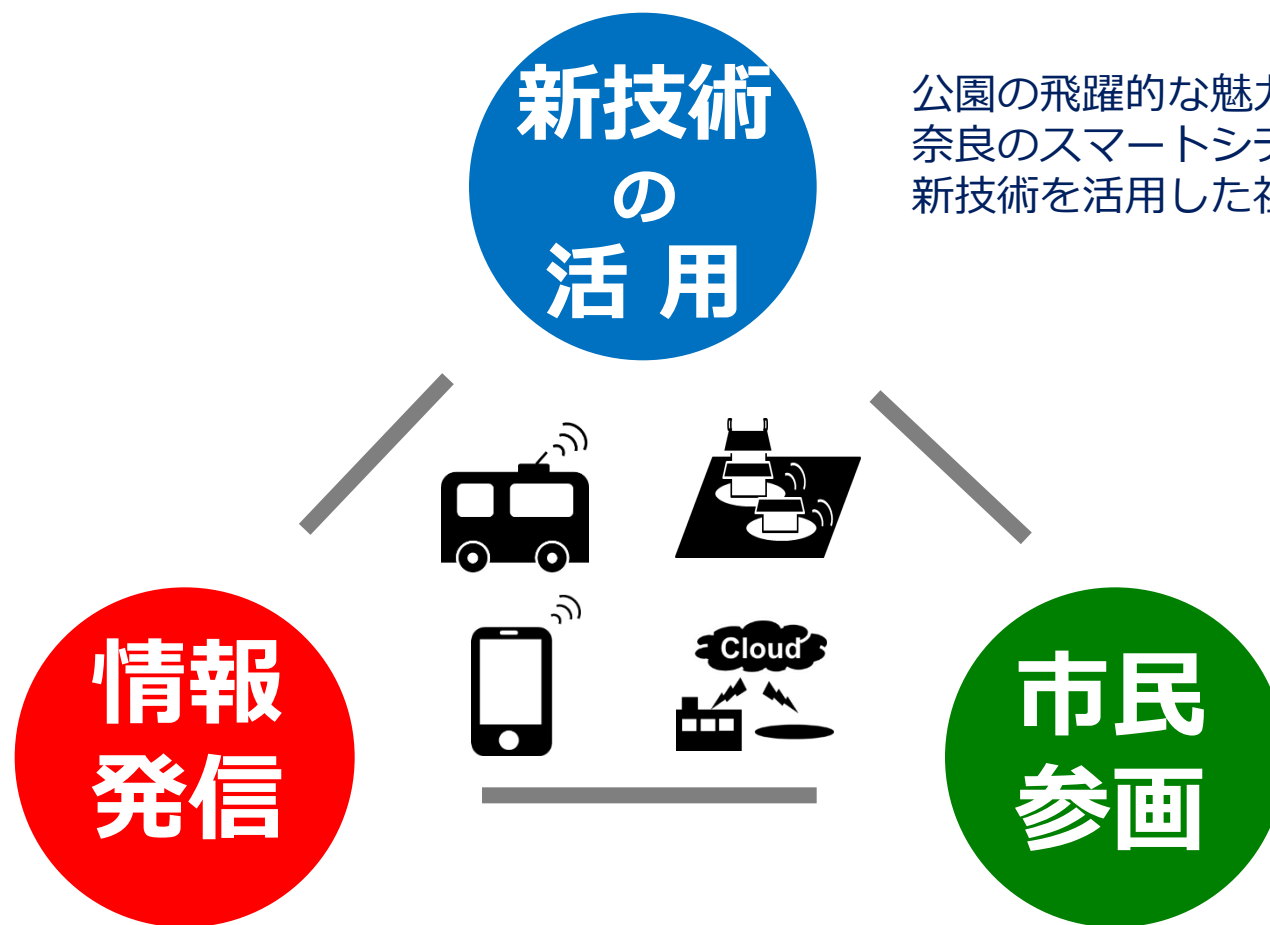 新技術
の
活 用
公園の飛躍的な魅
奈良のスマートシ
新技術を活用した
Cloud
情報
発信
市民
参画